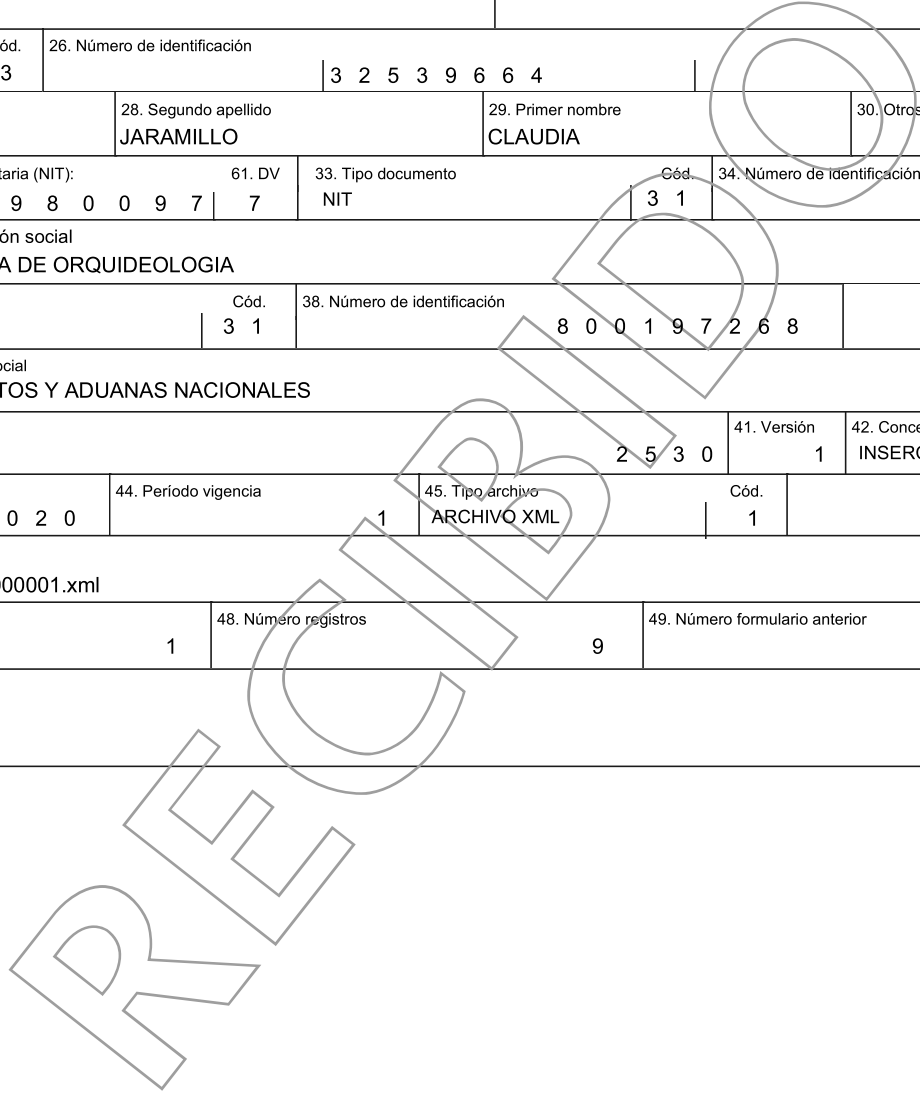 ód. 26. Número de identificación
3 3 2 5 3 9 6 6 4
28. Segundo apellido 29. Primer nombre 30. Otros
JARAMILLO CLAUDIA
taria (NIT): 61. DV 33. Tipo documento Cód. 34. Número de identificación
9 8 0 0 9 7 7 NIT 3 1
ón social
A DE ORQUIDEOLOGIA
Cód. 38. Número de identificación
3 1 8 0 0 1 9 7 2 6 8
ocial
TOS Y ADUANAS NACIONALES
41. Versión 42. Conce
2 5 3 0 1 INSERC
44. Período vigencia 45. Tipo archivo Cód.
0 2 0 1 ARCHIVO XML 1
000001.xml
48. Número registros 49. Número formulario anterior
1 9
RECIBIDO